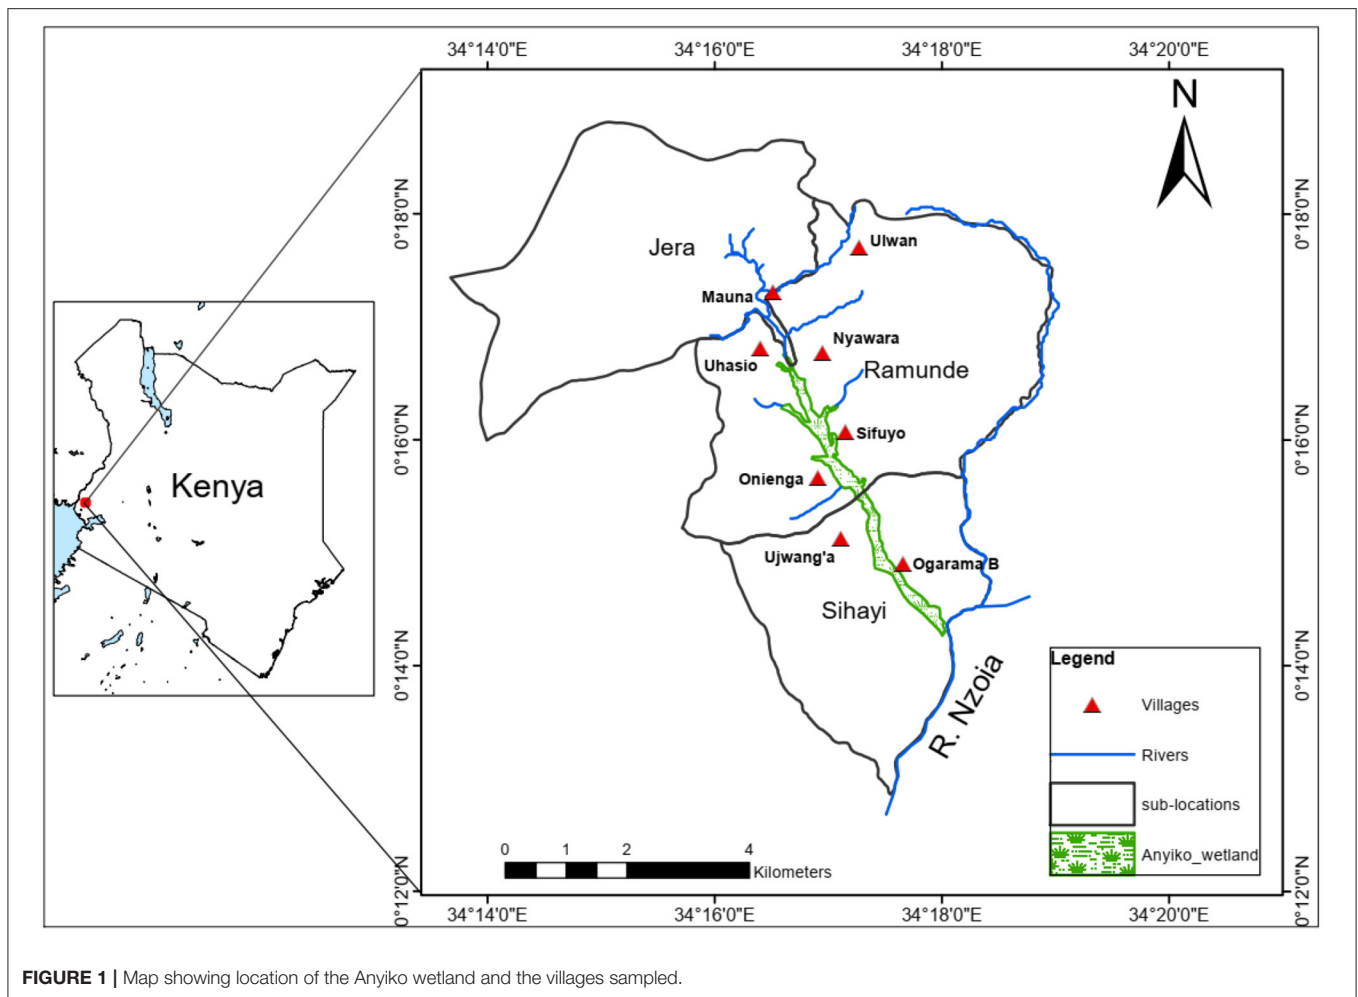 34°14'0"E 34°16'0"E 34°18'0"E 34°20'0"E
N
0°18'0"N 0°18'0"N
Jera
Ulwan
Mauna
Nyawara
Uhasio
Ramunde
0°16'0"N 0°16'0"N
Sifuyo
Kenya
Onienga
Ujwang'a
Ogarama B
Sihayi
0°14'0"N 0°14'0"N
R. Nzoia
Legend
Villages
Rivers
sub-locations
Anyiko_wetland
0 1 2 4
Kilometers
0°12'0"N 0°12'0"N
34°14'0"E 34°16'0"E 34°18'0"E 34°20'0"E
FIGURE 1 | Map showing location of the Anyiko wetland and the villages sampled.